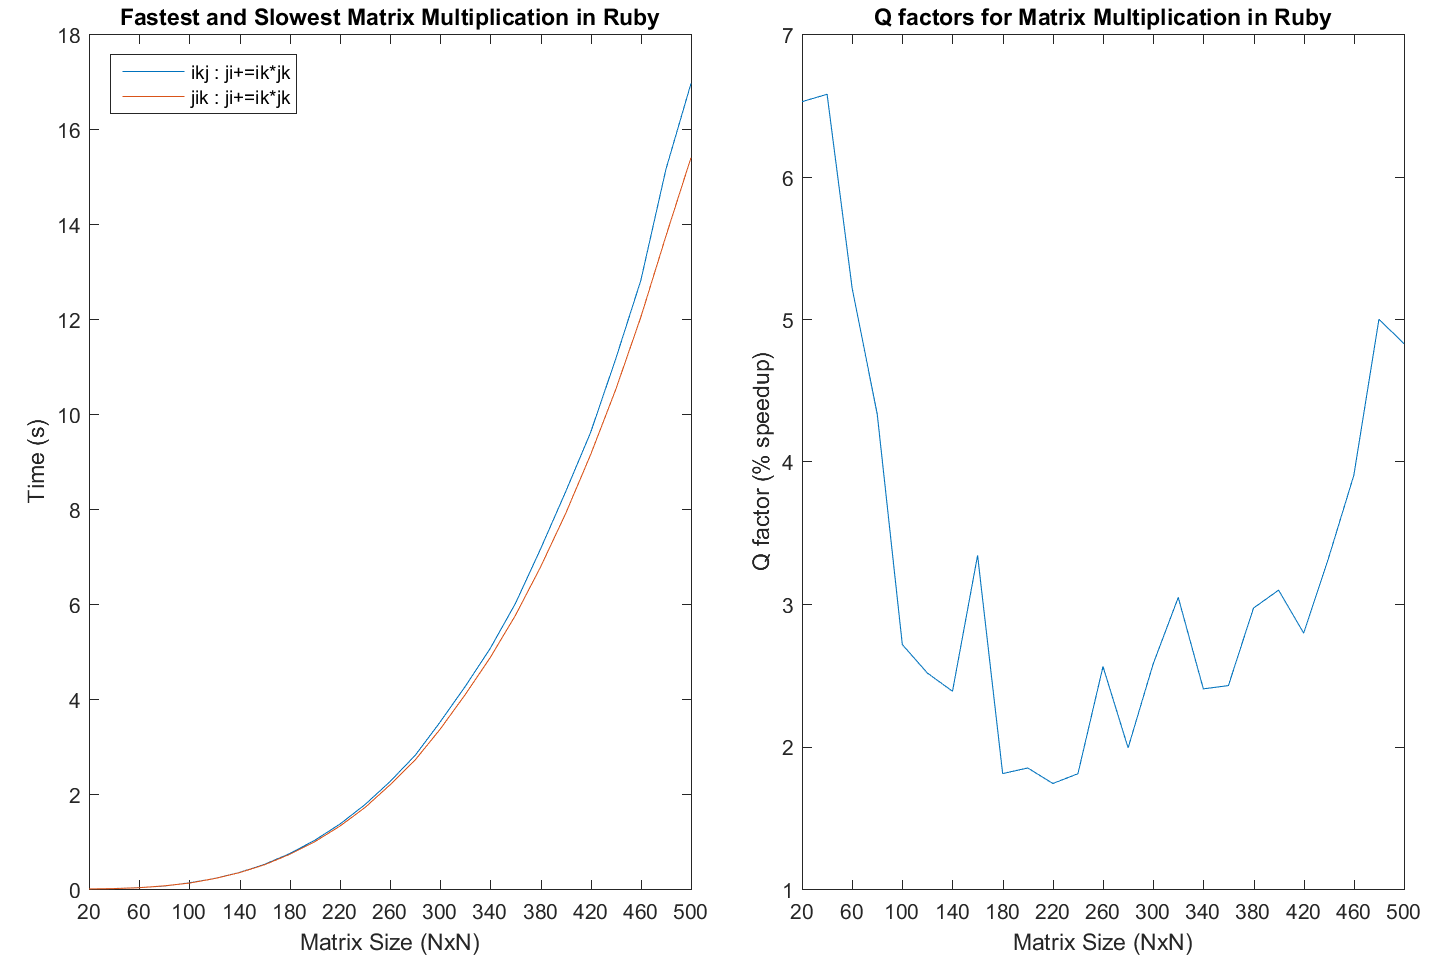 Fastest and Slowest Matrix Multiplication in Ruby
18
16
14
12
10
8
6
4
2
0
Time (s)
ikj : ji+=ik*jk
jik : ji+=ik*jk
20 60 100 140 180 220 260 300 340 380 420 460 500
Matrix Size (NxN)
Q factors for Matrix Multiplication in Ruby
7
6
5
4
3
2
1
Q factor (% speedup)
20 60 100 140 180 220 260 300 340 380 420 460 500
Matrix Size (NxN)